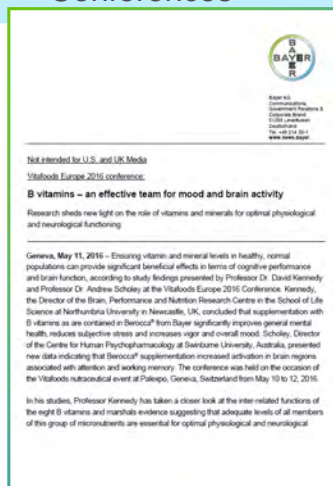 Conferences
BAYER
BAYER
Bayer AG
Communications,
Government Relations &
Corporate Brand
51368 Leverkusen
Deutschland
Tel. +49 214 30-1
www.news.bayer
Not intended for U.S. and UK Media
Vitafoods Europe 2016 conference:
B vitamins – an effective team for mood and brain activity
Research sheds new light on the role of vitamins and minerals for optimal physiological
and neurological functioning
Geneva, May 11, 2016 – Ensuring vitamin and mineral levels in healthy, normal
populations can provide significant beneficial effects in terms of cognitive performance
and brain function, according to study findings presented by Professor Dr. David Kennedy
and Professor Dr. Andrew Scholey at the Vitafoods Europe 2016 Conference. Kennedy,
the Director of the Brain, Performance and Nutrition Research Centre in the School of Life
Science at Northumbria University in Newcastle, UK, concluded that supplementation with
B vitamins as are contained in Berocca® from Bayer significantly improves general mental
health, reduces subjective stress and increases vigor and overall mood. Scholey, Director
of the Centre for Human Psychopharmacology at Swinburne University, Australia, presented
new data indicating that Berocca® supplementation increased activation in brain regions
associated with attention and working memory. The conference was held on the occasion of
the Vitafoods nutraceutical event at Palexpo, Geneva, Switzerland from May 10 to 12, 2016.
In his studies, Professor Kennedy has taken a closer look at the inter-related functions of
the eight B vitamins and marshals evidence suggesting that adequate levels of all members
of this group of micronutrients are essential for optimal physiological and neurological